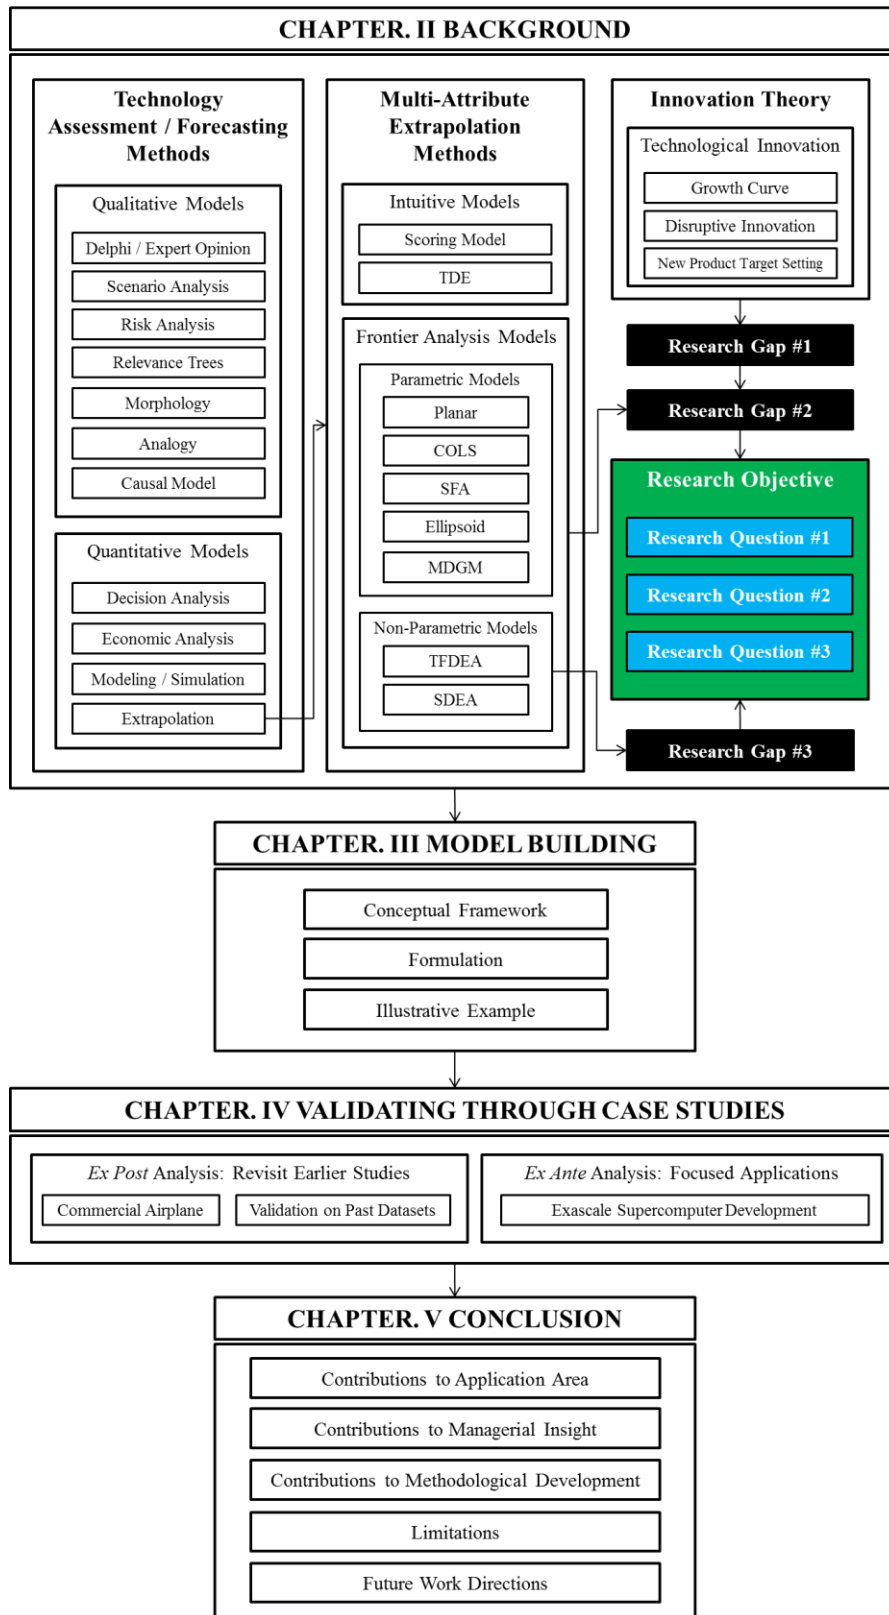 CHAPTER. II BACKGROUND
Technology
Assessment / Forecasting
Methods
Qualitative Models
Delphi / Expert Opinion
Scenario Analysis
Risk Analysis
Relevance Trees
Morphology
Analogy
Causal Model
Quantitative Models
Decision Analysis
Economic Analysis
Modeling / Simulation
Extrapolation
Multi-Attribute
Extrapolation
Methods
Intuitive Models
Scoring Model
TDE
Frontier Analysis Models
Parametric Models
Planar
COLS
SFA
Ellipsoid
MDGM
Non-Parametric Models
TFDEA
SDEA
Innovation Theory
Technological Innovation
Growth Curve
Disruptive Innovation
New Product Target Setting
Research Gap #1
Research Gap #2
Research Objective
Research Question #1
Research Question #2
Research Question #3
Research Gap #3
CHAPTER. III MODEL BUILDING
Conceptual Framework
Formulation
Illustrative Example
CHAPTER. IV VALIDATING THROUGH CASE STUDIES
Ex Post Analysis: Revisit Earlier Studies
Commercial Airplane
Validation on Past Datasets
Ex Ante Analysis: Focused Applications
Exascale Supercomputer Development
CHAPTER. V CONCLUSION
Contributions to Application Area
Contributions to Managerial Insight
Contributions to Methodological Development
Limitations
Future Work Directions